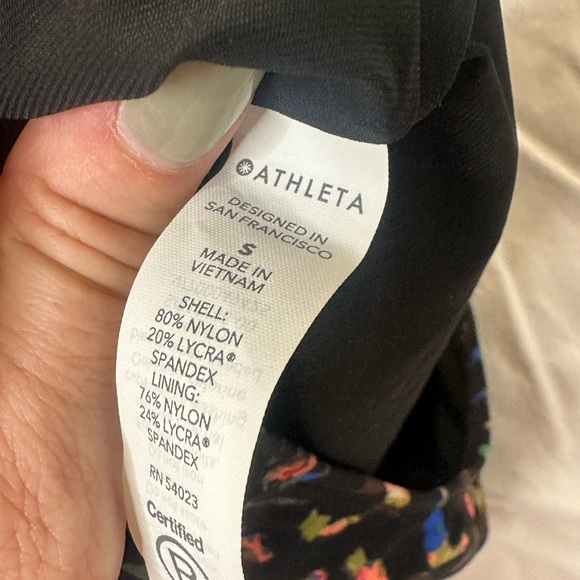 ATHLETA
DESIGNED IN
SAN FRANCISCO
S
MADE IN
VIETNAM
SHELL:
80% NYLON
20% LYCRA®
SPANDEX
LINING:
76% NYLON
24% LYCRA®
SPANDEX
RN 54023
Certified
B